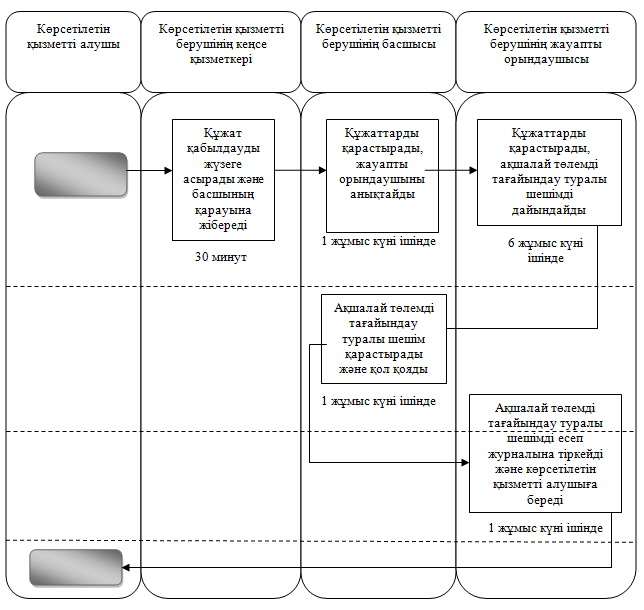 Көрсетілетін
қызметті алушы
Көрсетілетін қызметті
берушінің кеңсе
қызметкері
Көрсетілетін қызметті
берушінің басшысы
Көрсетілетін қызметті
берушінің жауапты
орындаушысы
Құжат
қабылдауды
жүзеге
асырады және
басшының
қарауына
жібереді
30 минут
Құжаттарды
қарастырады,
жауапты
орындаушыны
анықтайды
1 жұмыс күні ішінде
Құжаттарды
қарастырады,
ақшалай төлемді
тағайындау туралы
шешімді
дайындайды
6 жұмыс күні
ішінде
Ақшалай төлемді
тағайындау
туралы шешім
қарастырады
және қол қояды
1 жұмыс күні ішінде
Ақшалай төлемді
тағайындау туралы
шешімді есеп
журналына тіркейді
және көрсетілетін
қызметті алушыға
береді
1 жұмыс күні ішінде